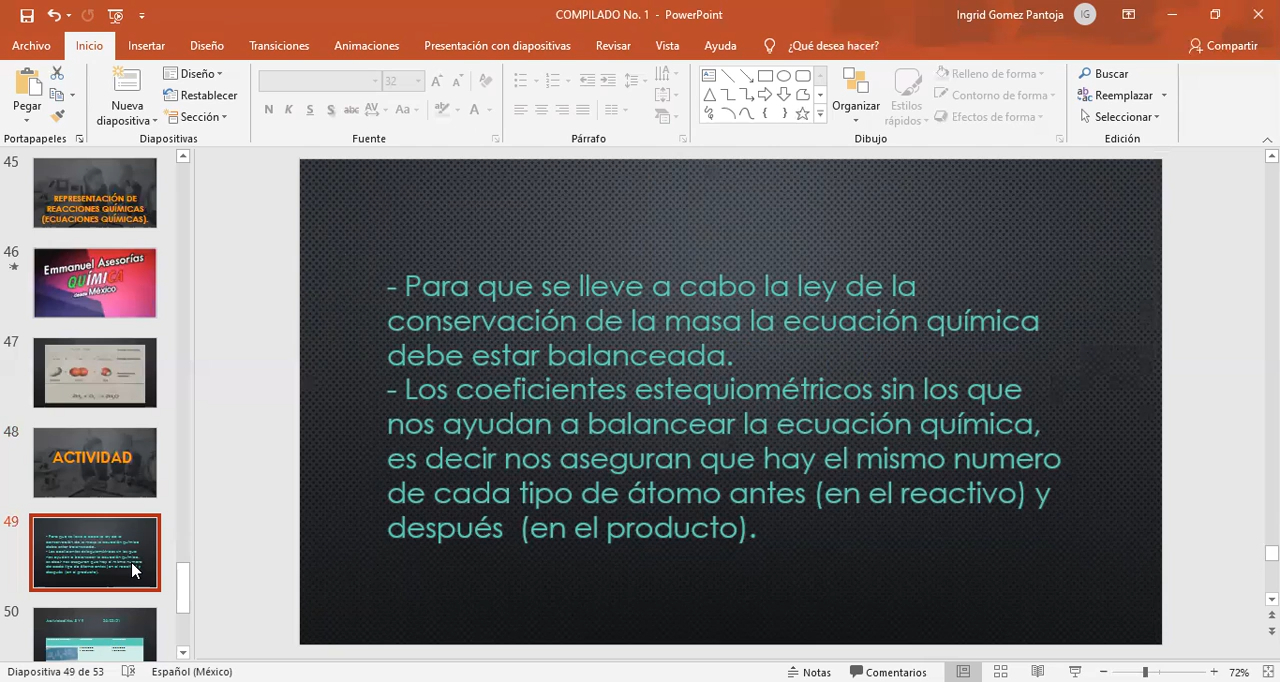 COMPILADO No. 1 - PowerPoint
Ingrid Gomez Pantoja
IG
Archivo
Inicio
Insertar
Diseño
Transiciones
Animaciones
Presentación con diapositivas
Revisar
Vista
Ayuda
¿Qué desea hacer?
Compartir
Pegar
Nueva
diapositiva
Diseño
Restablecer
Sección
32
N K S S abc AV Aa
A
Organizar
Estilos
rápidos
Relleno de forma
Contorno de forma
Efectos de forma
Buscar
Reemplazar
Seleccionar
Portapapeles
Diapositivas
Fuente
Párrafo
Dibujo
Edición
45
REPRESENTACIÓN DE
REACCIONES QUÍMICAS
(ECUACIONES QUÍMICAS).
46
Emmanuel Asesorías
QUÍMICA
desde México
47
48
ACTIVIDAD
49
50
- Para que se lleve a cabo la ley de la
conservación de la masa la ecuación química
debe estar balanceada.
- Los coeficientes estequiométricos sin los que
nos ayudan a balancear la ecuación química,
es decir nos aseguran que hay el mismo numero
de cada tipo de átomo antes (en el reactivo) y
después (en el producto).
Diapositiva 49 de 53
Español (México)
Notas
Comentarios
72%